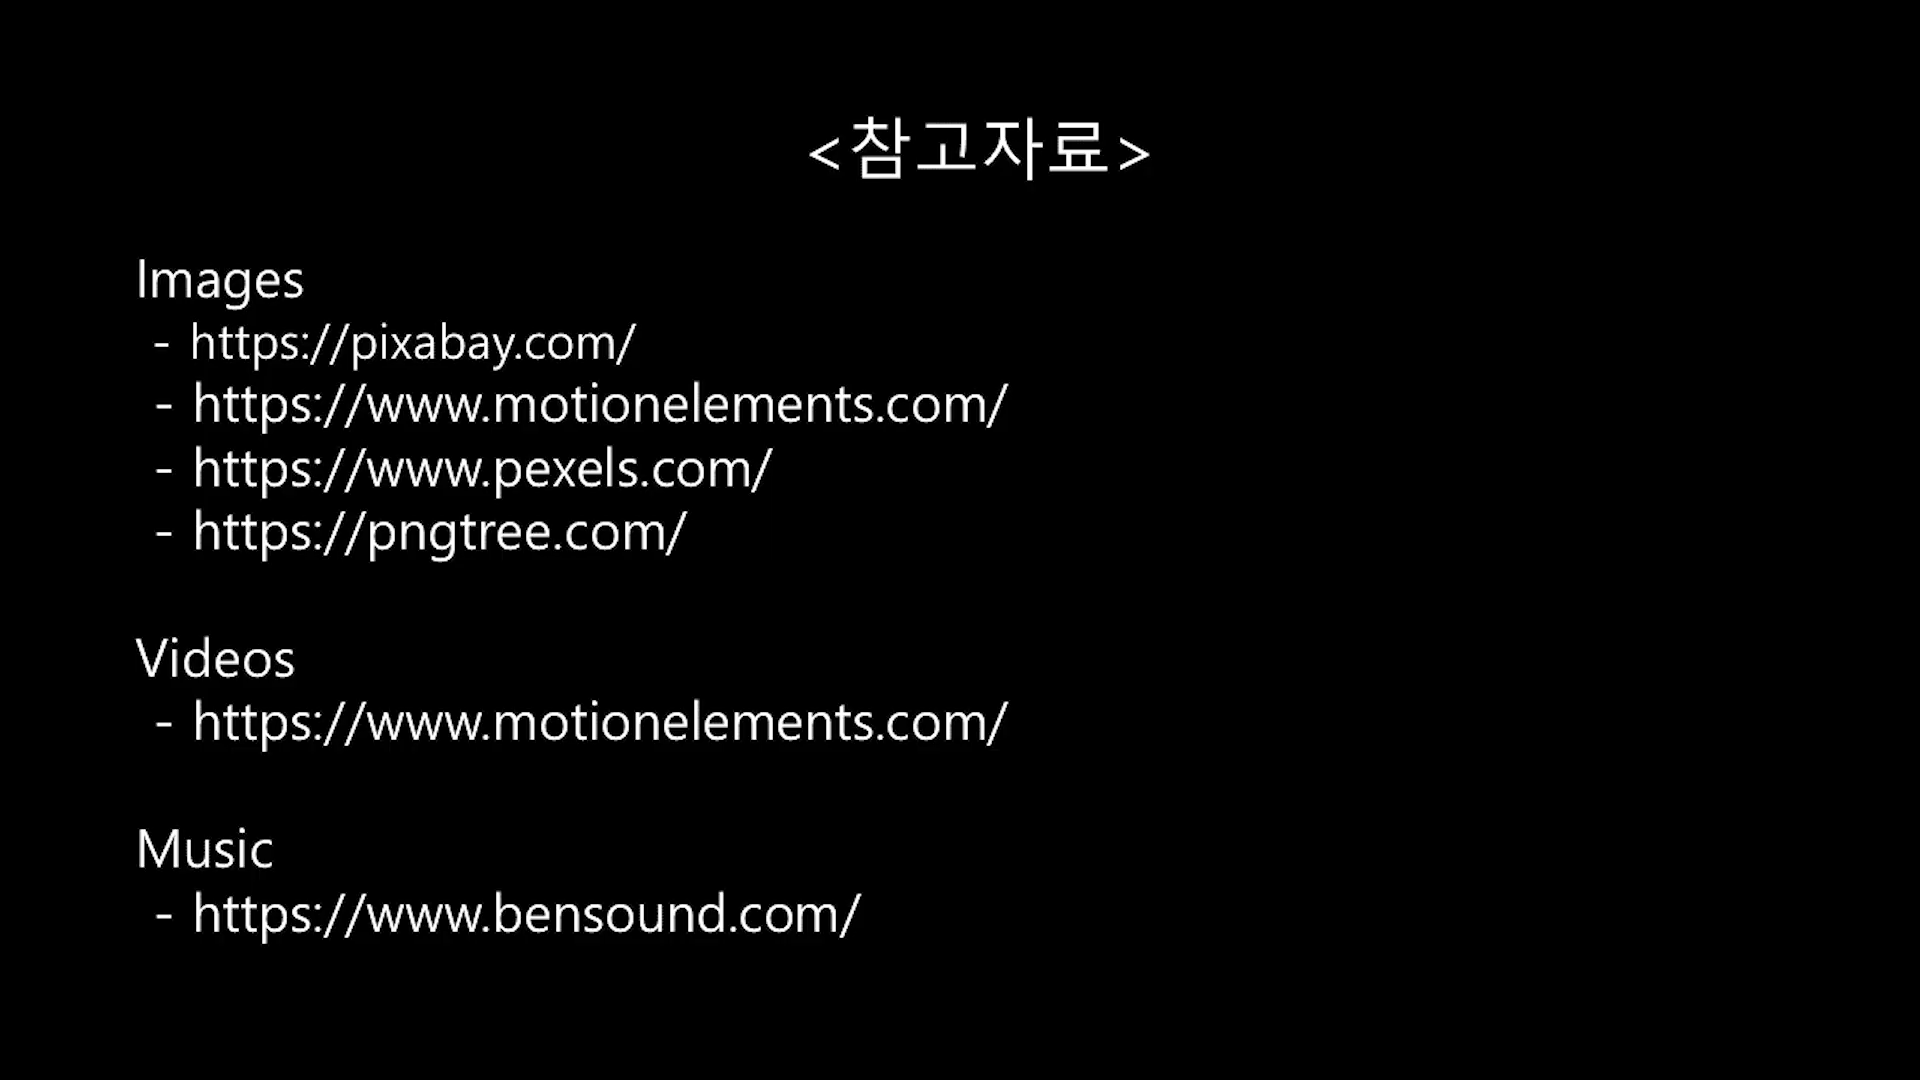 <참고자료>
Images
- https://pixabay.com/
- https://www.motionelements.com/
- https://www.pexels.com/
- https://pngtree.com/
Videos
- https://www.motionelements.com/
Music
- https://www.bensound.com/